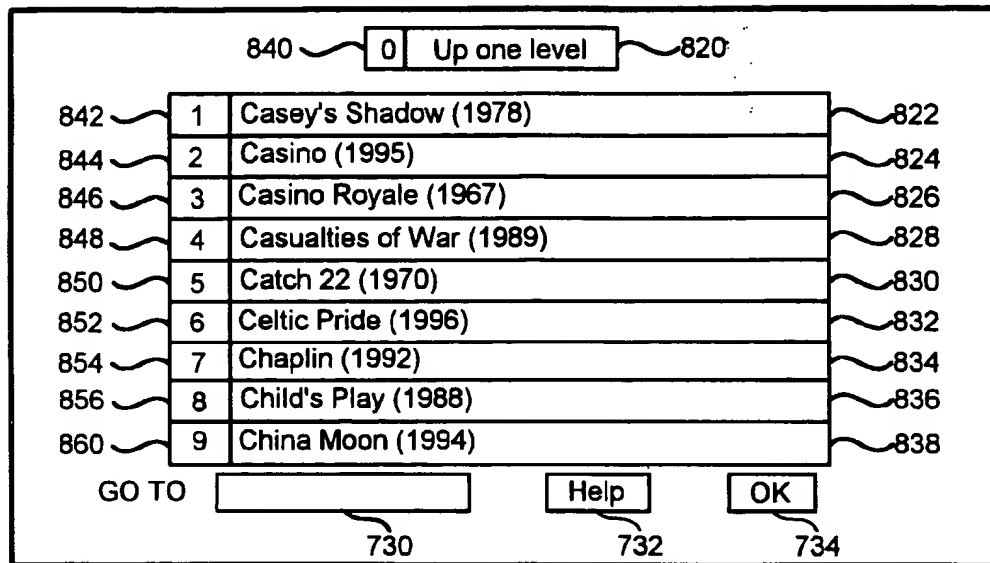 840 0 Up one level 820
842 1 Casey's Shadow (1978) 822
844 2 Casino (1995) 824
846 3 Casino Royale (1967) 826
848 4 Casualties of War (1989) 828
850 5 Catch 22 (1970) 830
852 6 Celtic Pride (1996) 832
854 7 Chaplin (1992) 834
856 8 Child's Play (1988) 836
860 9 China Moon (1994) 838
GO TO Help OK
730 732 734